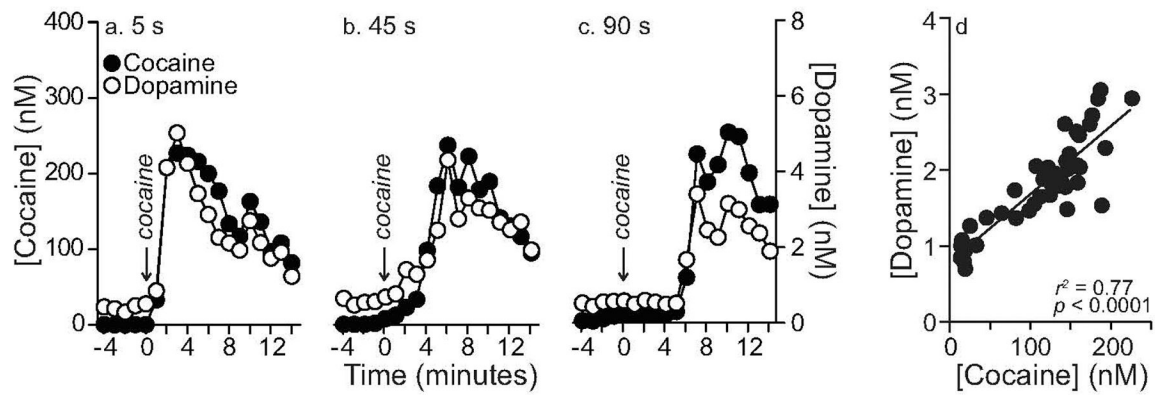 400
300
200
100
0
[Cocaine] (nM)
a. 5 s
Cocaine
Dopamine
cocaine
-4 0 4 8 12
b. 45 s
cocaine
-4 0 4 8 12
Time (minutes)
c. 90 s
cocaine
-4 0 4 8 12
8
6
4
2
0
[Dopamine] (nM)
d
4
3
2
1
0
[Dopamine] (nM)
r² = 0.77
p < 0.0001
0 100 200
[Cocaine] (nM)